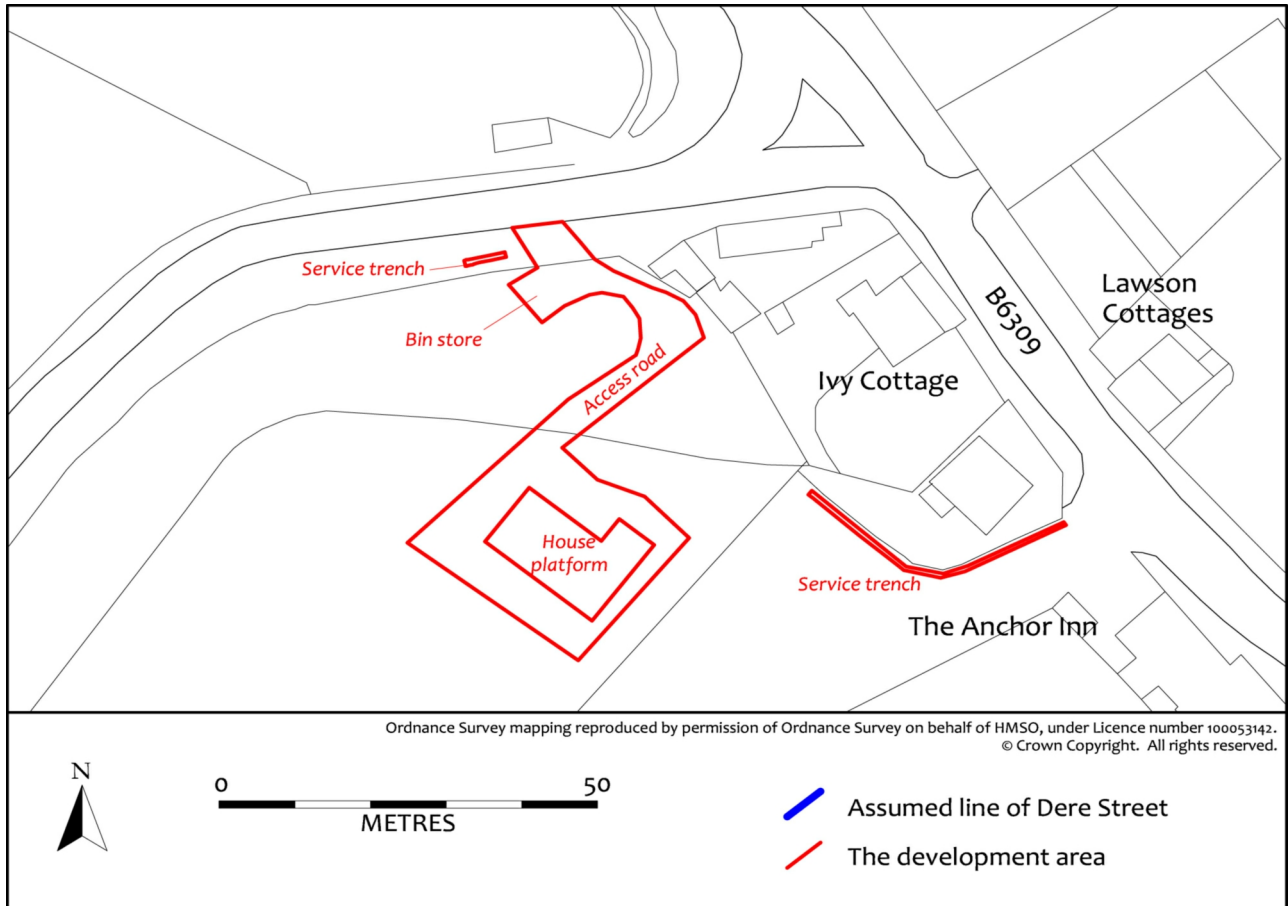 Service trench
Bin store
Access road
B6309
Lawson
Cottages
Ivy Cottage
House
platform
Service trench
The Anchor Inn
Ordnance Survey mapping reproduced by permission of Ordnance Survey on behalf of HMSO, under Licence number 100053142.
© Crown Copyright. All rights reserved.
N
0 50
METRES
Assumed line of Dere Street
The development area